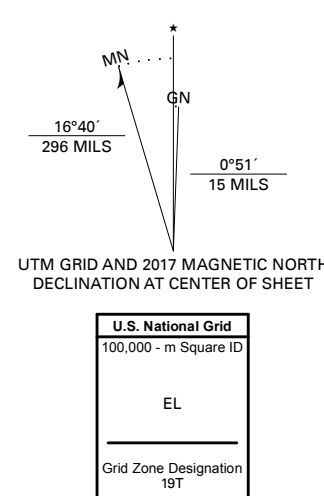 ★
MN
GN
16°40´
296 MILS
0°51´
15 MILS
UTM GRID AND 2017 MAGNETIC NORTH
DECLINATION AT CENTER OF SHEET
U.S. National Grid
100,000 - m Square ID
EL
Grid Zone Designation
19T